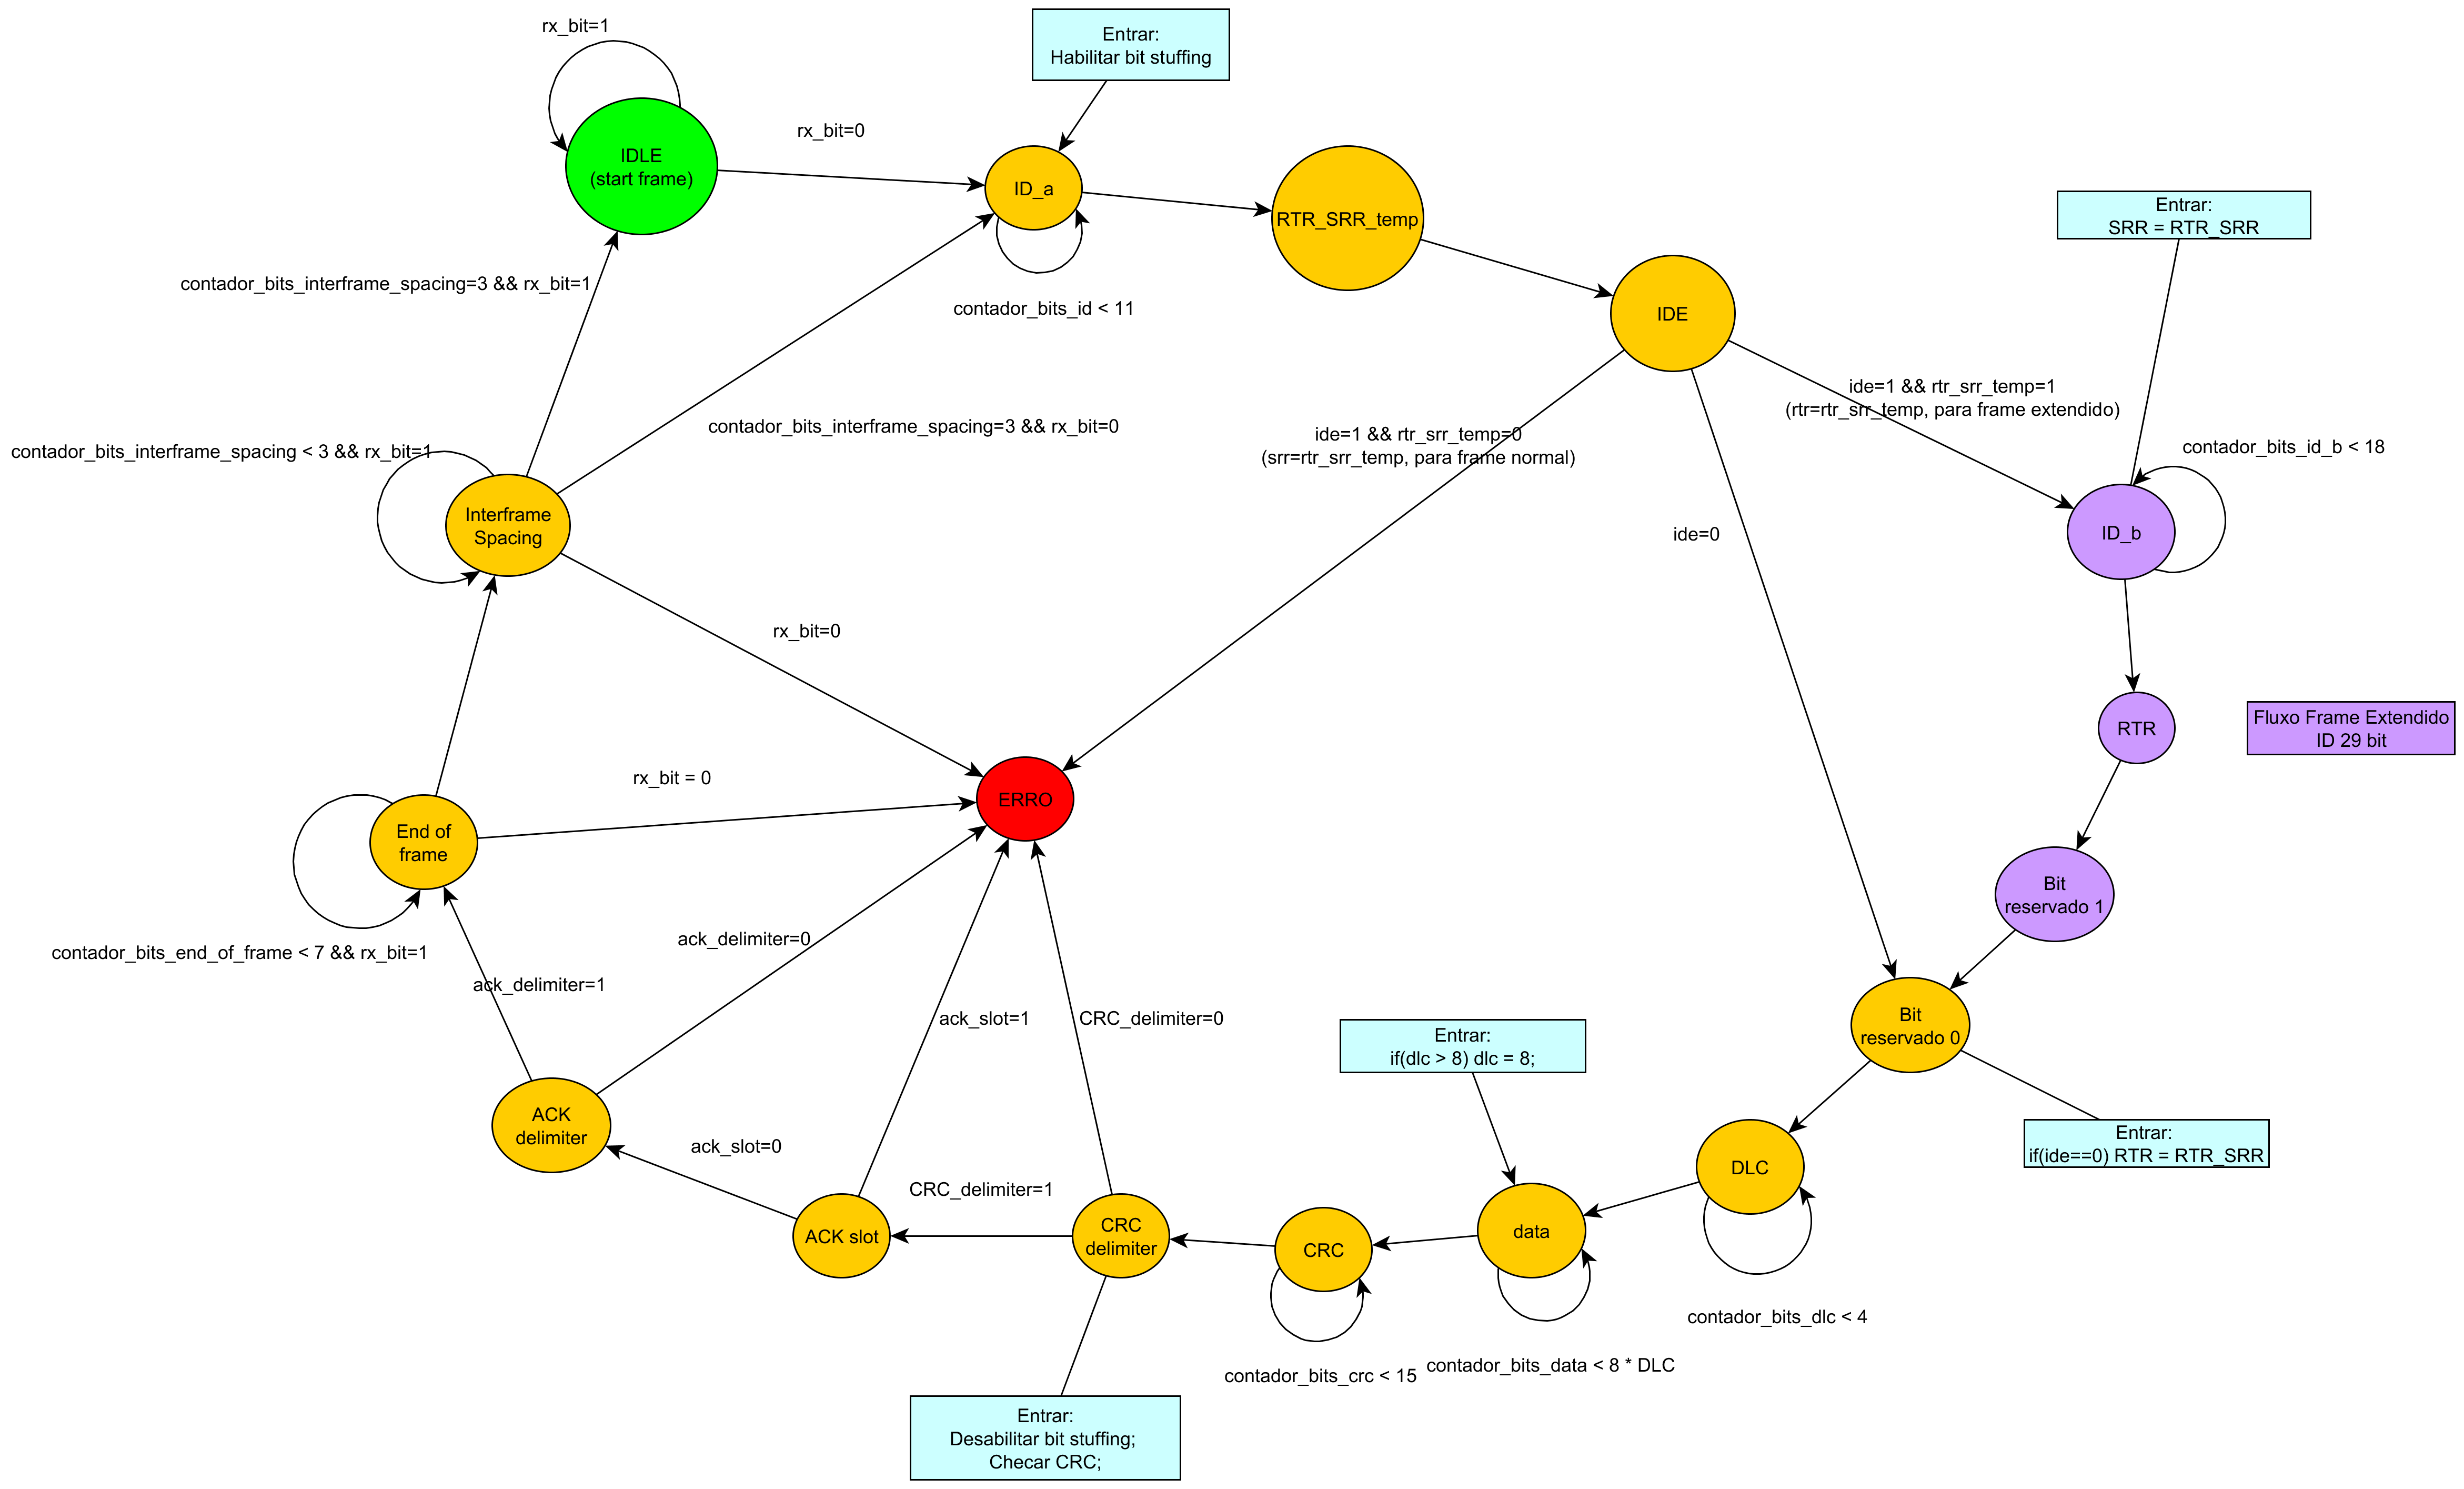 rx_bit=1
Entrar:
Habilitar bit stuffing
IDLE
(start frame)
rx_bit=0
ID_a
RTR_SRR_temp
Entrar:
SRR = RTR_SRR
contador_bits_interframe_spacing=3 && rx_bit=1
contador_bits_id < 11
IDE
ide=1 && rtr_srr_temp=1
(rtr=rtr_srr_temp, para frame extendido)
contador_bits_interframe_spacing=3 && rx_bit=0
ide=1 && rtr_srr_temp=0
(srr=rtr_srr_temp, para frame normal)
contador_bits_interframe_spacing < 3 && rx_bit=1
contador_bits_id_b < 18
Interframe
Spacing
ide=0
ID_b
rx_bit=0
RTR
Fluxo Frame Extendido
ID 29 bit
rx_bit = 0
ERRO
End of
frame
Bit
reservado 1
contador_bits_end_of_frame < 7 && rx_bit=1
ack_delimiter=0
ack_delimiter=1
ack_slot=1
CRC_delimiter=0
Bit
reservado 0
Entrar:
if(dlc > 8) dlc = 8;
ACK
delimiter
ack_slot=0
Entrar:
if(ide==0) RTR = RTR_SRR
DLC
CRC_delimiter=1
ACK slot
CRC
delimiter
CRC
data
contador_bits_dlc < 4
contador_bits_data < 8 * DLC
contador_bits_crc < 15
Entrar:
Desabilitar bit stuffing;
Checar CRC;